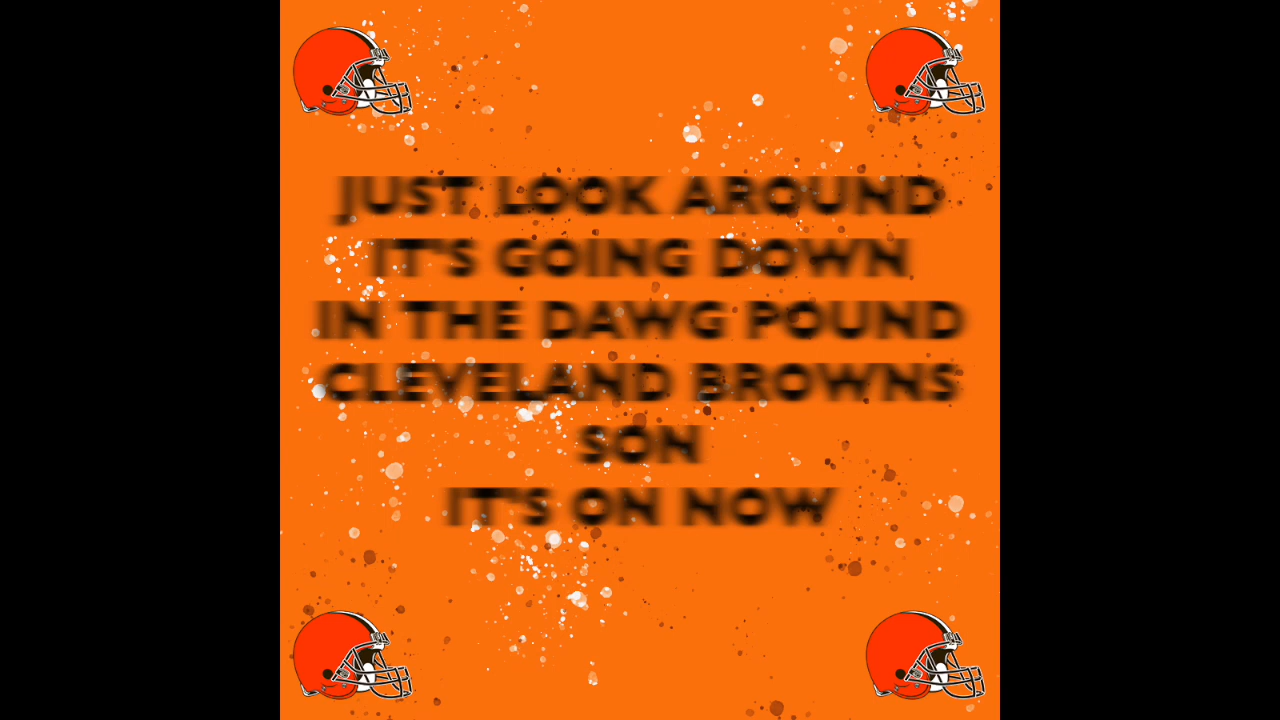 JUST LOOK AROUND
IT'S GOING DOWN
IN THE DAWG POUND
CLEVELAND BROWNS
SON
IT'S ON NOW